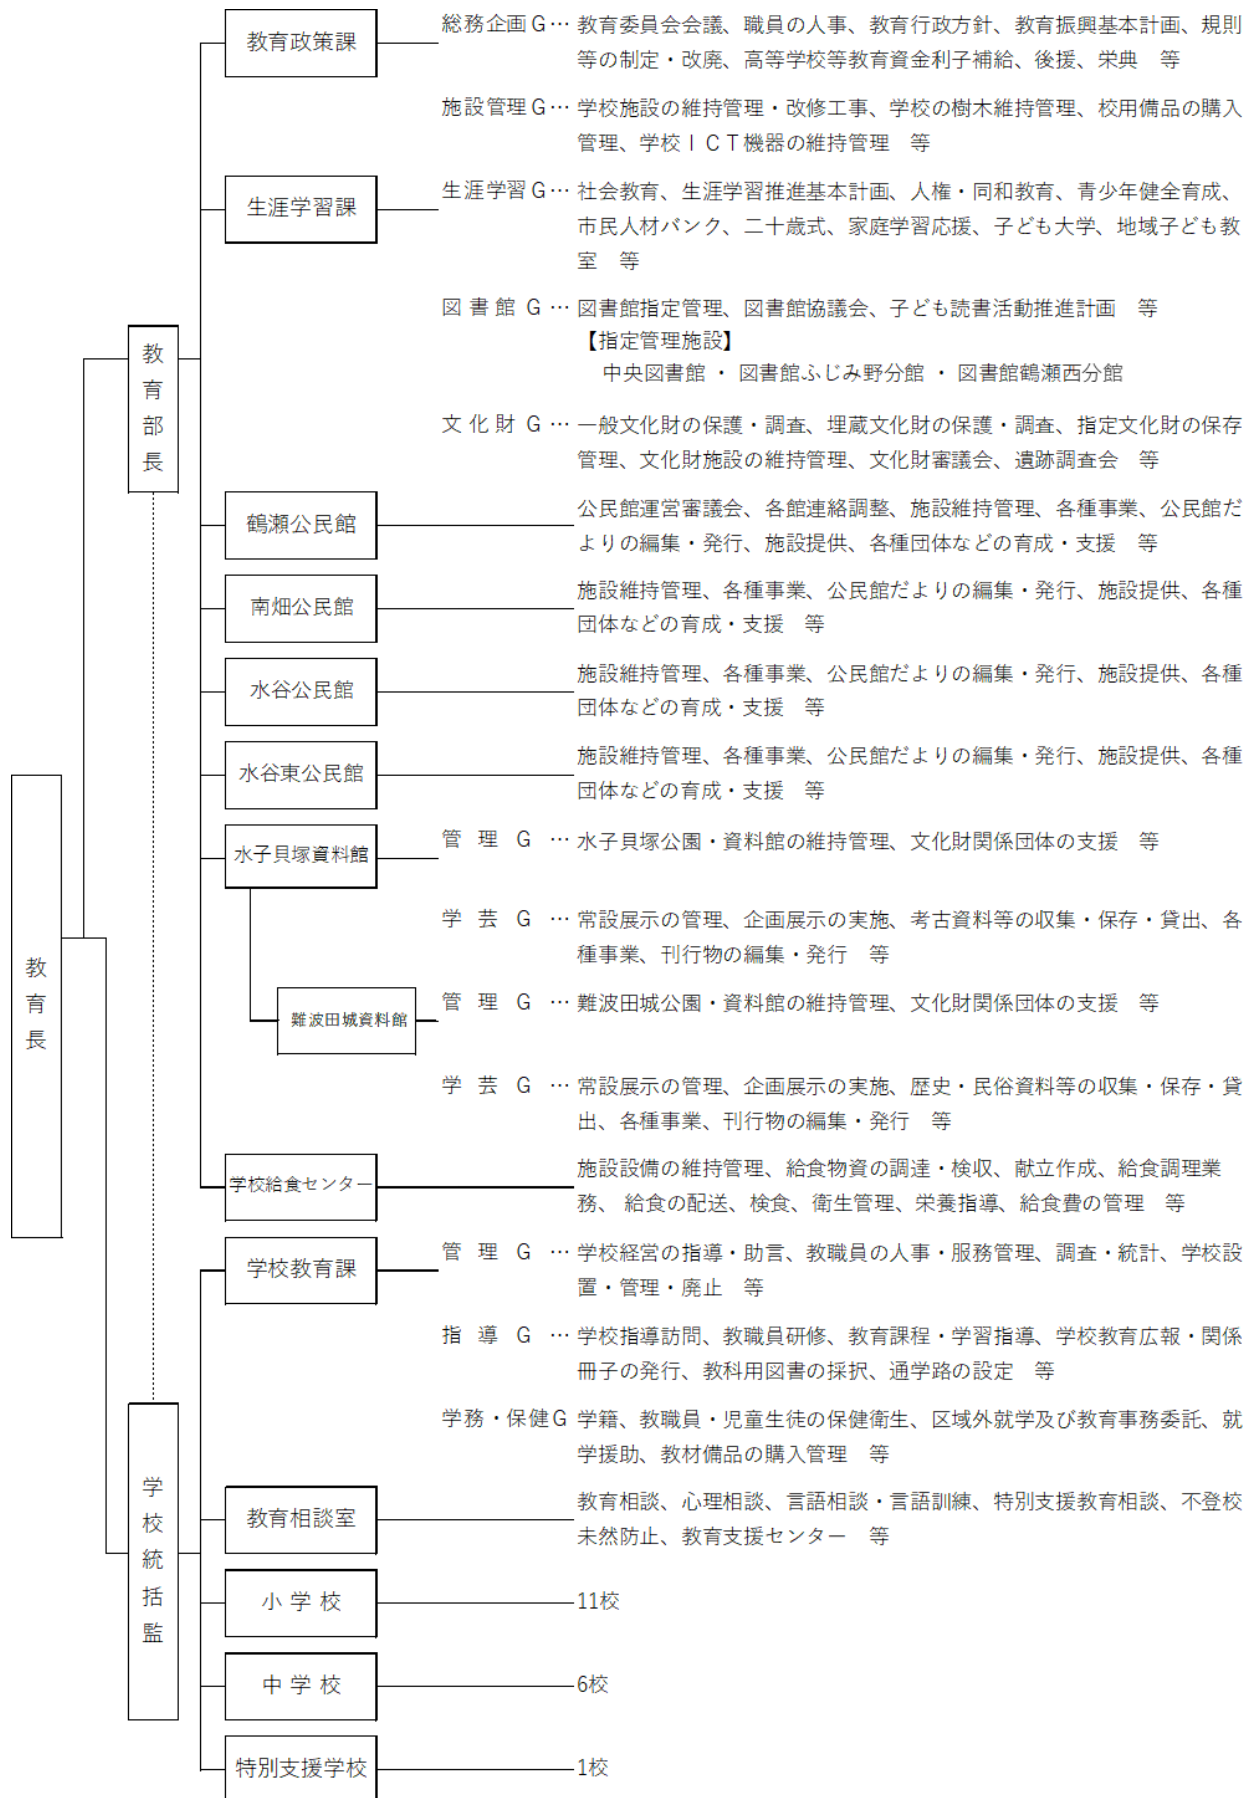 教育長
教育部長
学校統括監
教育政策課
総務企画G…
教育委員会会議、職員の人事、教育行政方針、教育振興基本計画、規則
等の制定・改廃、高等学校等教育資金利子補給、後援、栄典　等
施設管理G…
学校施設の維持管理・改修工事、学校の樹木維持管理、校用備品の購入
管理、学校ＩＣＴ機器の維持管理　等
生涯学習課
生涯学習G…
社会教育、生涯学習推進基本計画、人権・同和教育、青少年健全育成、
市民人材バンク、二十歳式、家庭学習応援、子ども大学、地域子ども教
室　等
図書館G…
図書館指定管理、図書館協議会、子ども読書活動推進計画　等
【指定管理施設】
中央図書館 ・ 図書館ふじみ野分館 ・ 図書館鶴瀬西分館
文化財G…
一般文化財の保護・調査、埋蔵文化財の保護・調査、指定文化財の保存
管理、文化財施設の維持管理、文化財審議会、遺跡調査会　等
鶴瀬公民館
公民館運営審議会、各館連絡調整、施設維持管理、各種事業、公民館だ
よりの編集・発行、施設提供、各種団体などの育成・支援　等
南畑公民館
施設維持管理、各種事業、公民館だよりの編集・発行、施設提供、各種
団体などの育成・支援　等
水谷公民館
施設維持管理、各種事業、公民館だよりの編集・発行、施設提供、各種
団体などの育成・支援　等
水谷東公民館
施設維持管理、各種事業、公民館だよりの編集・発行、施設提供、各種
団体などの育成・支援　等
水子貝塚資料館
管理G…
水子貝塚公園・資料館の維持管理、文化財関係団体の支援　等
学芸G…
常設展示の管理、企画展示の実施、考古資料等の収集・保存・貸出、各
種事業、刊行物の編集・発行　等
難波田城資料館
管理G…
難波田城公園・資料館の維持管理、文化財関係団体の支援　等
学芸G…
常設展示の管理、企画展示の実施、歴史・民俗資料等の収集・保存・貸
出、各種事業、刊行物の編集・発行　等
学校給食センター
施設設備の維持管理、給食物資の調達・検収、献立作成、給食調理業
務、 給食の配送、検食、衛生管理、栄養指導、給食費の管理　等
学校教育課
管理G…
学校経営の指導・助言、教職員の人事・服務管理、調査・統計、学校設
置・管理・廃止　等
指導G…
学校指導訪問、教職員研修、教育課程・学習指導、学校教育広報・関係
冊子の発行、教科用図書の採択、通学路の設定　等
学務・保健G
学籍、教職員・児童生徒の保健衛生、区域外就学及び教育事務委託、就
学援助、教材備品の購入管理　等
教育相談室
教育相談、心理相談、言語相談・言語訓練、特別支援教育相談、不登校
未然防止、教育支援センター　等
小学校
11校
中学校
6校
特別支援学校
1校